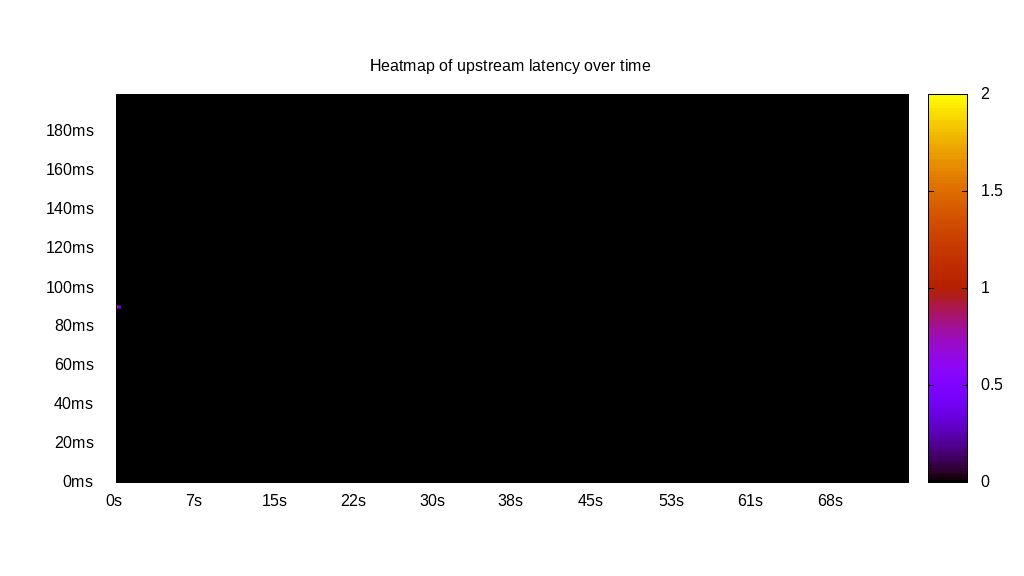 Heatmap of upstream latency over time
180ms
160ms
140ms
120ms
100ms
80ms
60ms
40ms
20ms
0ms
0s 7s 15s 22s 30s 38s 45s 53s 61s 68s
2
1.5
1
0.5
0